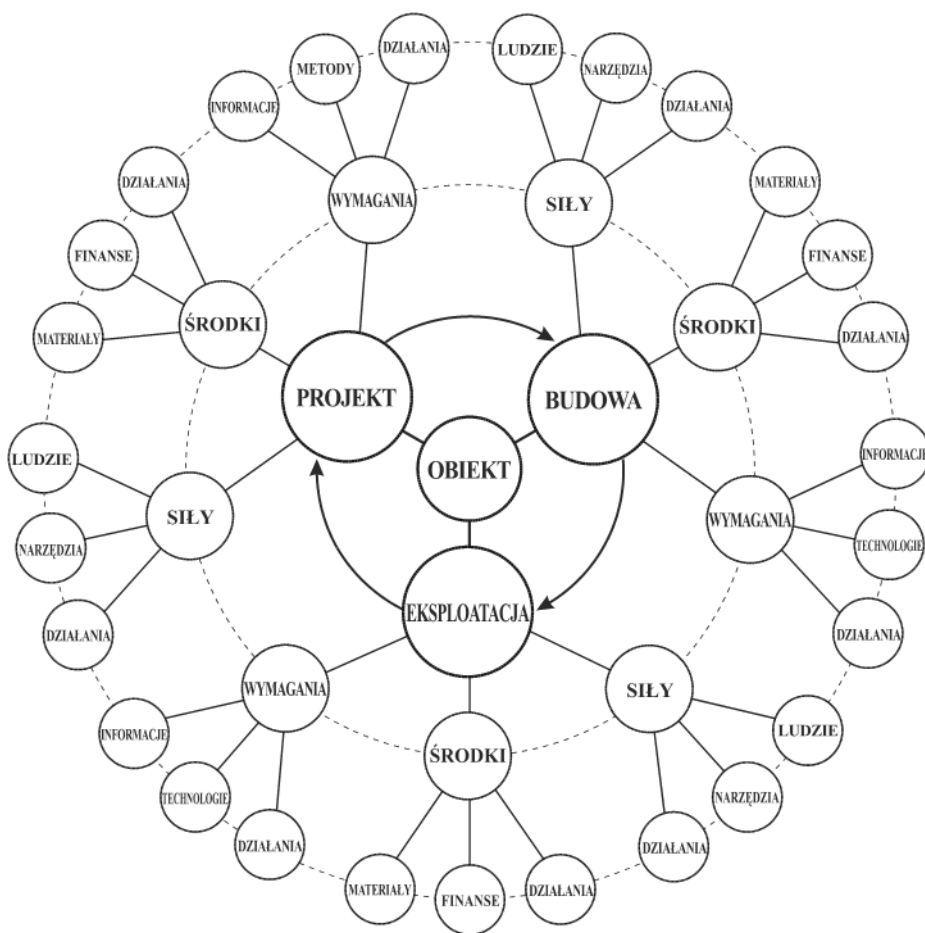 DZIAŁANIA
LUDZIE
METODY
NARZĘDZIA
INFORMACJE
DZIAŁANIA
DZIAŁANIA
WYMAGANIA
SIŁY
MATERIAŁY
FINANSE
FINANSE
ŚRODKI
ŚRODKI
MATERIAŁY
DZIAŁANIA
PROJEKT
BUDOWA
OBIEKT
LUDZIE
INFORMACJE
SIŁY
WYMAGANIA
NARZĘDZIA
TECHNOLOGIE
EKSPLOATACJA
DZIAŁANIA
DZIAŁANIA
WYMAGANIA
SIŁY
INFORMACJE
LUDZIE
ŚRODKI
TECHNOLOGIE
NARZĘDZIA
DZIAŁANIA
DZIAŁANIA
MATERIAŁY
FINANSE
DZIAŁANIA